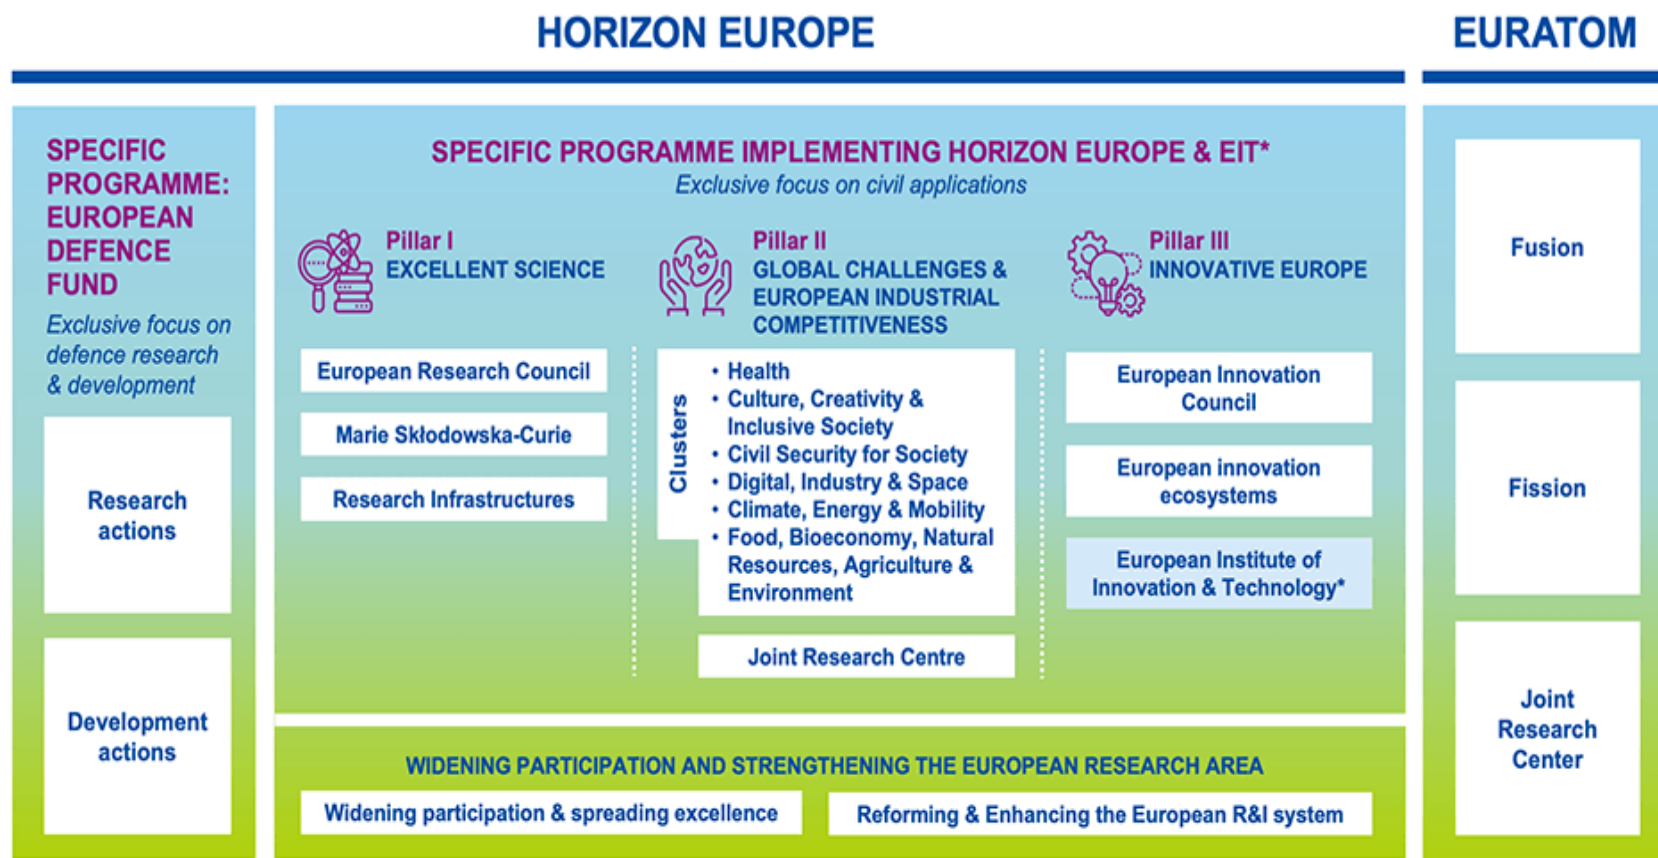 HORIZON EUROPE
EURATOM
SPECIFIC
PROGRAMME:
EUROPEAN
DEFENCE
FUND
Exclusive focus on
defence research
& development
Research
actions
Development
actions
SPECIFIC PROGRAMME IMPLEMENTING HORIZON EUROPE & EIT*
Exclusive focus on civil applications
Pillar I
EXCELLENT SCIENCE
European Research Council
Marie Skłodowska-Curie
Research Infrastructures
Pillar II
GLOBAL CHALLENGES &
EUROPEAN INDUSTRIAL
COMPETITIVENESS
Clusters
• Health
• Culture, Creativity &
Inclusive Society
• Civil Security for Society
• Digital, Industry & Space
• Climate, Energy & Mobility
• Food, Bioeconomy, Natural
Resources, Agriculture &
Environment
Joint Research Centre
Pillar III
INNOVATIVE EUROPE
European Innovation
Council
European innovation
ecosystems
European Institute of
Innovation & Technology*
WIDENING PARTICIPATION AND STRENGTHENING THE EUROPEAN RESEARCH AREA
Widening participation & spreading excellence
Reforming & Enhancing the European R&I system
Fusion
Fission
Joint
Research
Center